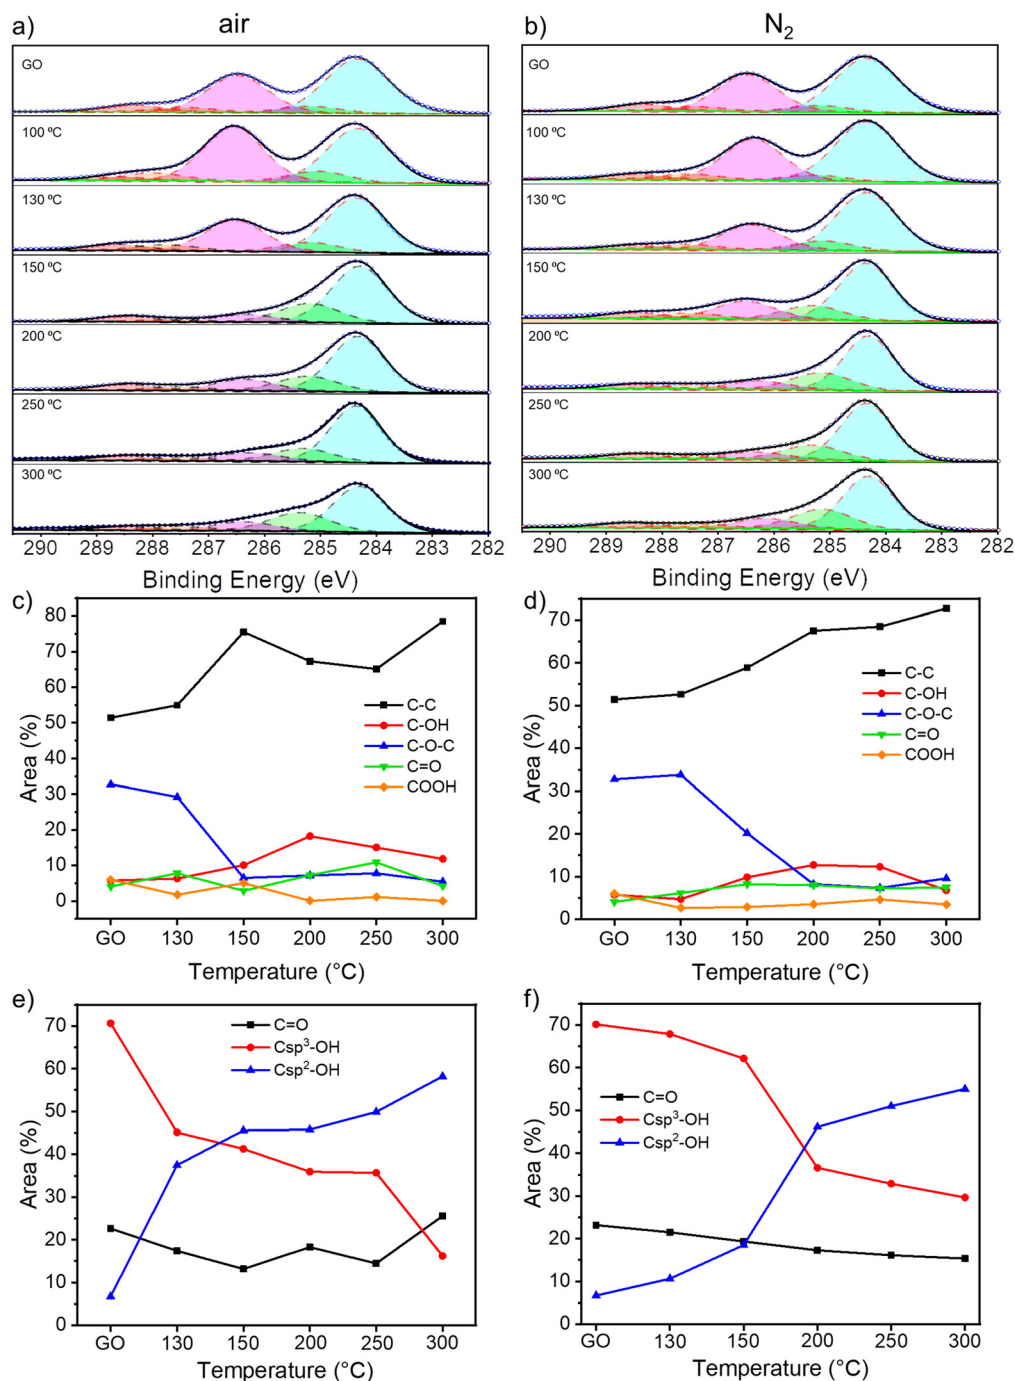 a) air
GO
100 ºC
130 ºC
150 ºC
200 ºC
250 ºC
300 ºC
290 289 288 287 286 285 284 283 282
Binding Energy (eV)
b) N₂
GO
100 ºC
130 ºC
150 ºC
200 ºC
250 ºC
300 ºC
290 289 288 287 286 285 284 283 282
Binding Energy (eV)
c)
80
70
60
50
40
30
20
10
0
Area (%)
C-C
C-OH
C-O-C
C=O
COOH
GO 130 150 200 250 300
Temperature (°C)
d)
70
60
50
40
30
20
10
0
Area (%)
C-C
C-OH
C-O-C
C=O
COOH
GO 130 150 200 250 300
Temperature (°C)
e)
70
60
50
40
30
20
10
0
Area (%)
C=O
Csp³-OH
Csp²-OH
GO 130 150 200 250 300
Temperature (°C)
f)
70
60
50
40
30
20
10
0
Area (%)
C=O
Csp³-OH
Csp²-OH
GO 130 150 200 250 300
Temperature (°C)